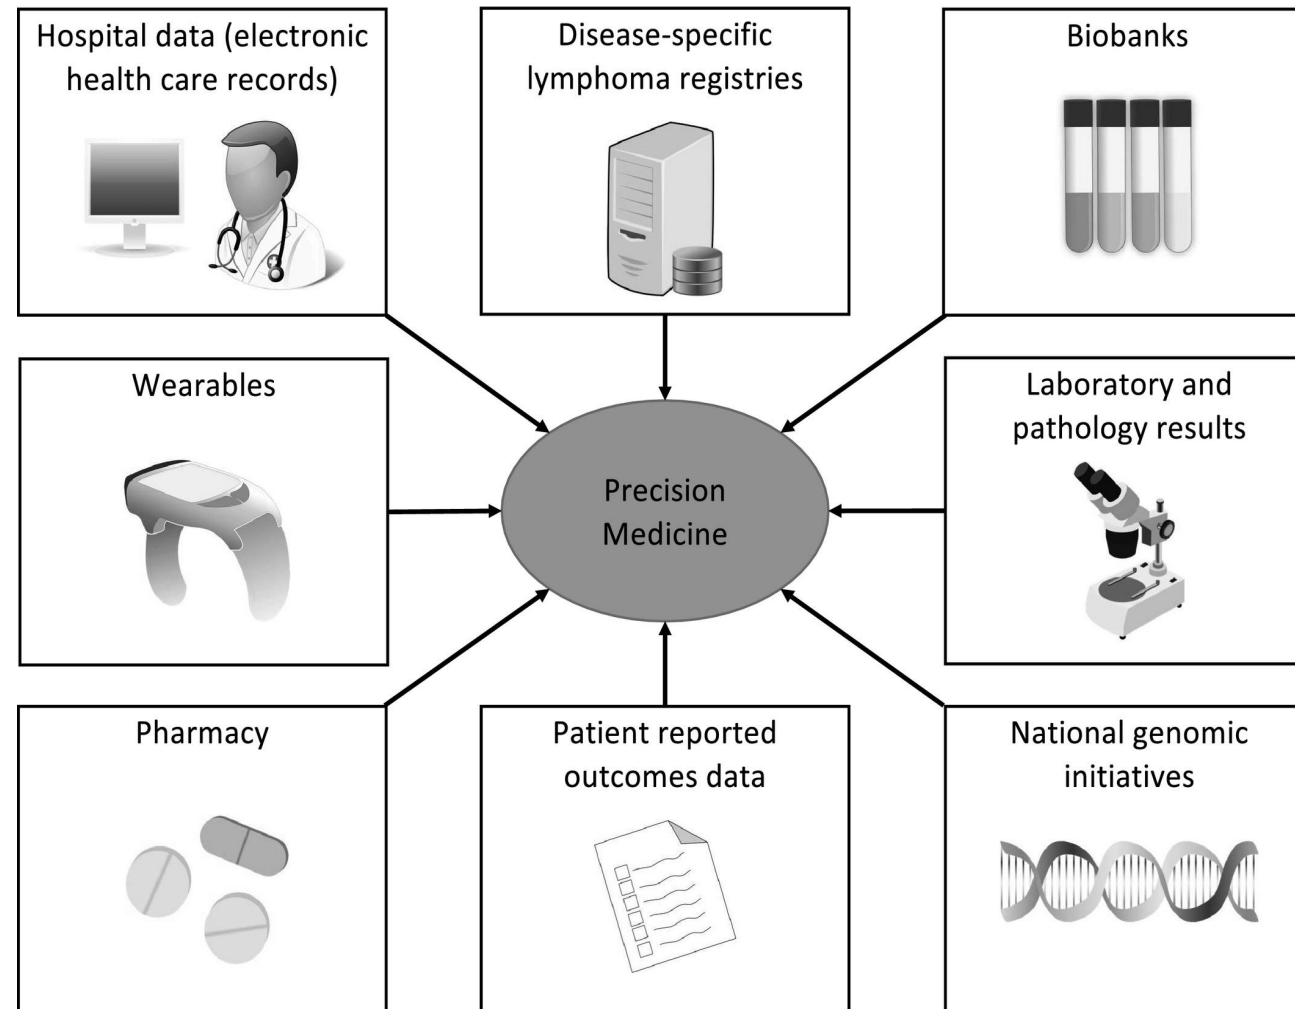 Hospital data (electronic
health care records)
Disease-specific
lymphoma registries
Biobanks
Wearables
Precision
Medicine
Laboratory and
pathology results
Pharmacy
Patient reported
outcomes data
National genomic
initiatives